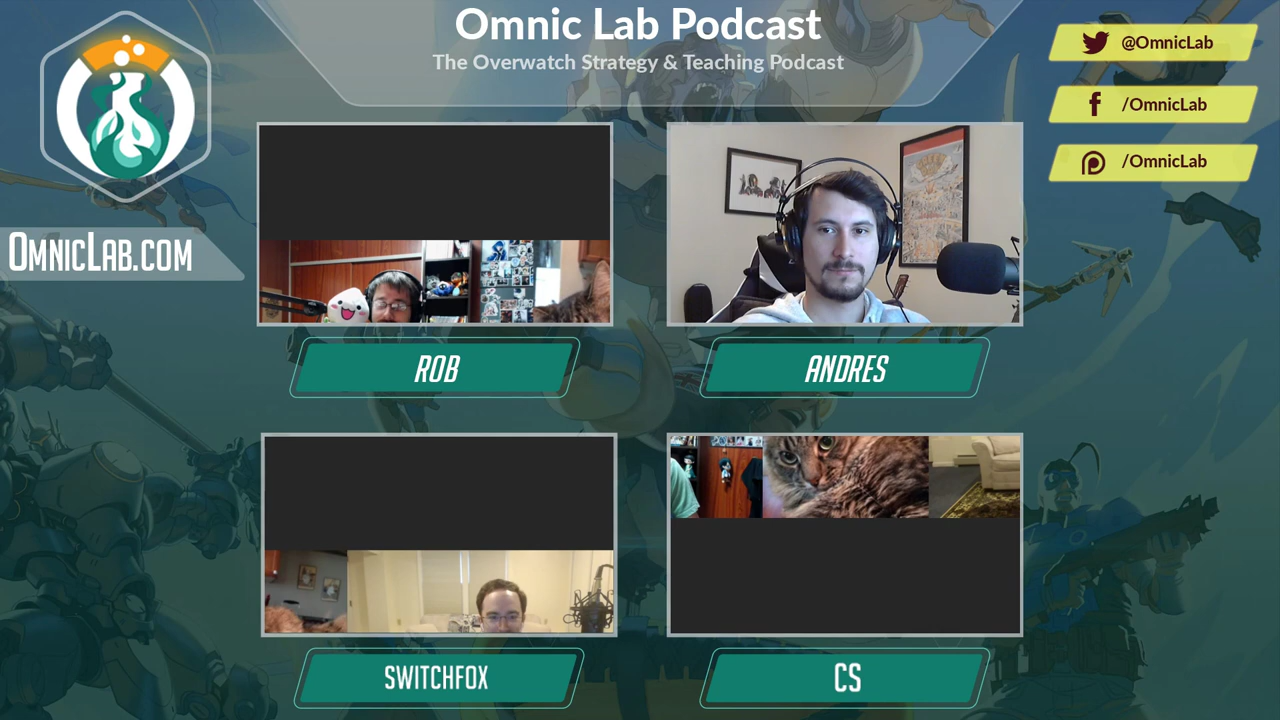 Omnic Lab Podcast
The Overwatch Strategy & Teaching Podcast
@OmnicLab
/OmnicLab
/OmnicLab
OMNICLAB.COM
ROB
ANDRES
SWITCHFOX
CS